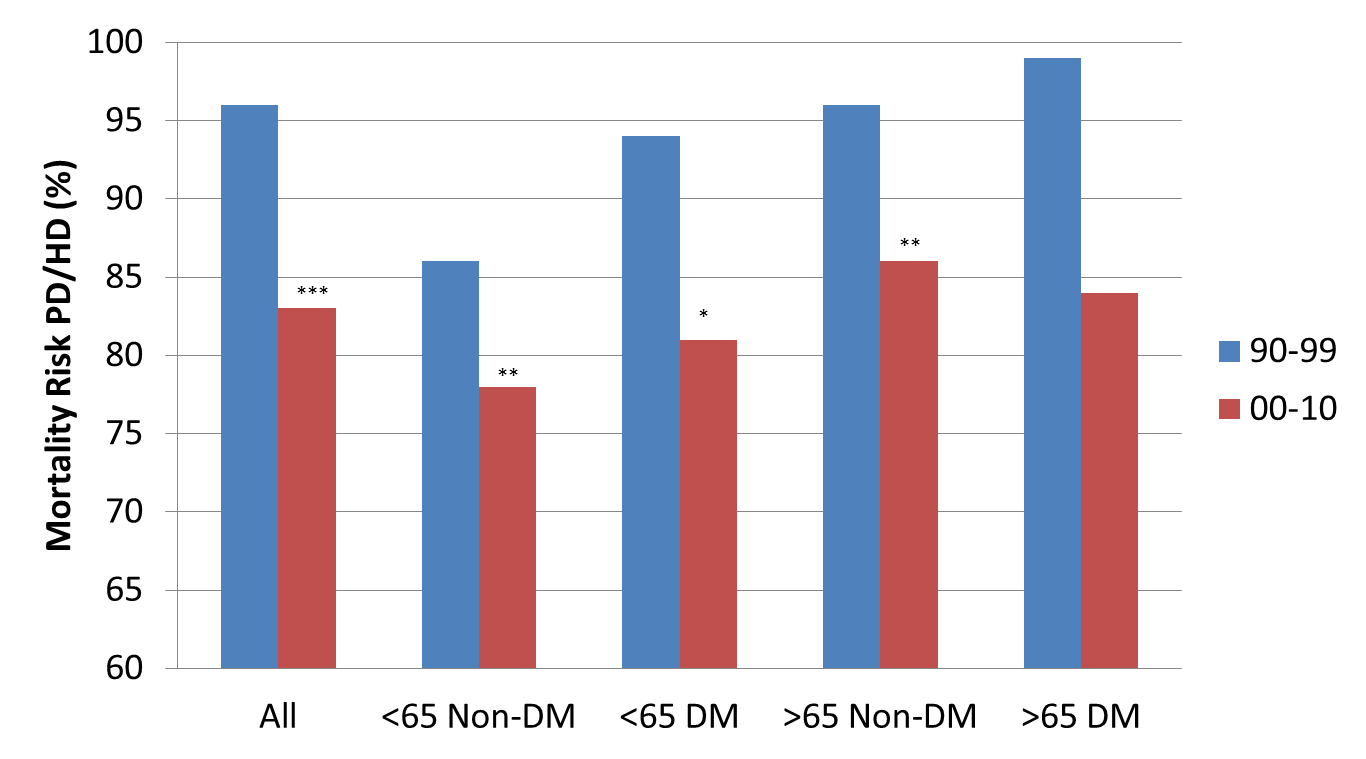 100
95
90
85
80
75
70
65
60
Mortality Risk PD/HD (%)
***
**
*
**
All
<65 Non-DM
<65 DM
>65 Non-DM
>65 DM
90-99
00-10